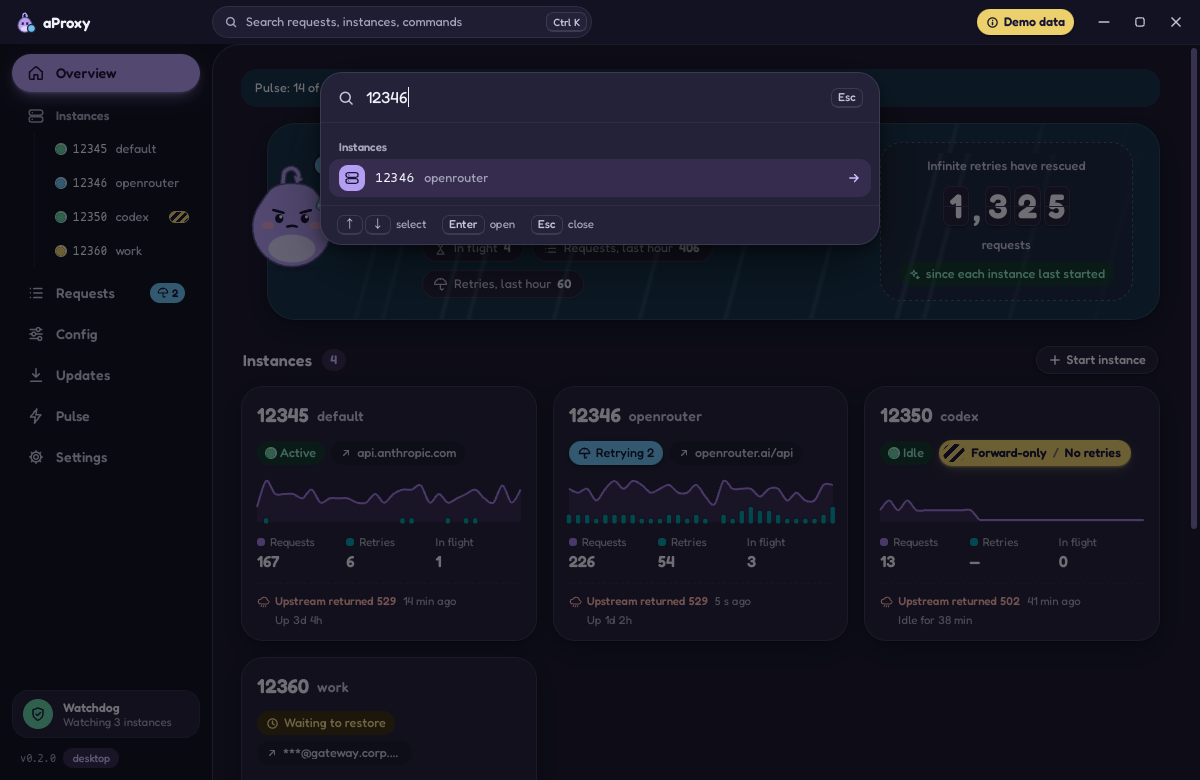 aProxy
Search requests, instances, commands
Ctrl K
Demo data
Overview
Instances
12345 default
12346 openrouter
12350 codex
12360 work
Requests
2
Config
Updates
Pulse
Settings
Watchdog
Watching 3 instances
v0.2.0 desktop
Pulse: 14 of
12346
Esc
Instances
12346 openrouter
↑ ↓ select Enter open Esc close
In flight 4
Requests, last hour 406
Retries, last hour 60
Infinite retries have rescued
1,325
requests
since each instance last started
Instances 4
Start instance
12345 default
Active
api.anthropic.com
Requests Retries In flight
167 6 1
Upstream returned 529 14 min ago
Up 3d 4h
12346 openrouter
Retrying 2
openrouter.ai/api
Requests Retries In flight
226 54 3
Upstream returned 529 5 s ago
Up 1d 2h
12350 codex
Idle
Forward-only / No retries
Requests Retries In flight
13 — 0
Upstream returned 502 41 min ago
Idle for 38 min
12360 work
Waiting to restore
***@gateway.corp....